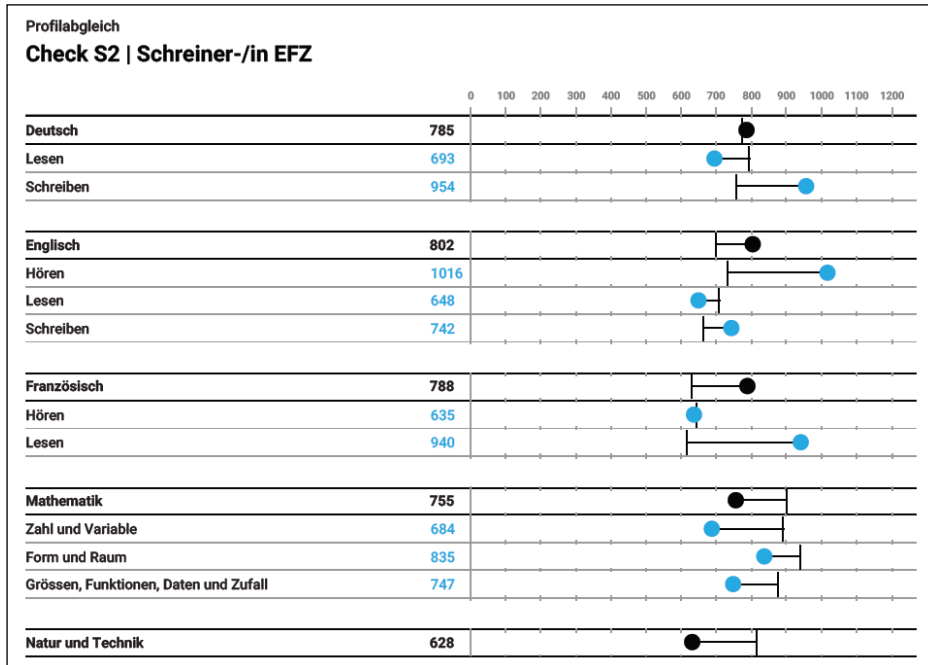 Profilabgleich
Check S2 | Schreiner-/in EFZ
0 100 200 300 400 500 600 700 800 900 1000 1100 1200
Deutsch 785
Lesen 693
Schreiben 954
Englisch 802
Hören 1016
Lesen 648
Schreiben 742
Französisch 788
Hören 635
Lesen 940
Mathematik 755
Zahl und Variable 684
Form und Raum 835
Grössen, Funktionen, Daten und Zufall 747
Natur und Technik 628